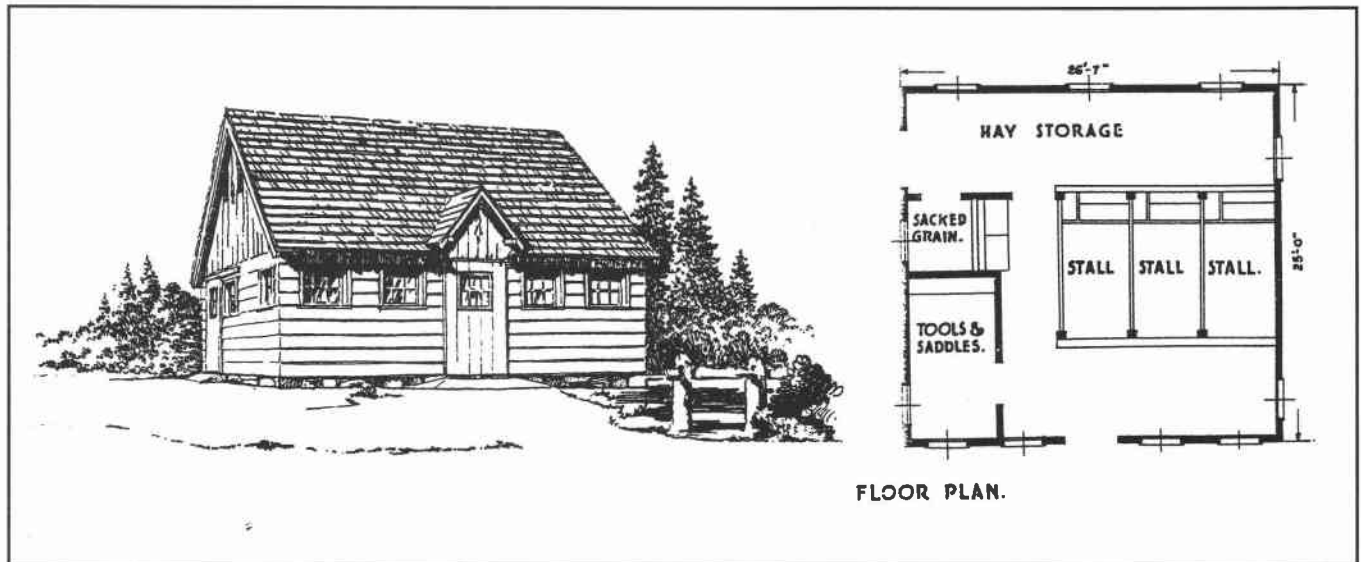 26'-7"
HAY STORAGE
SACKED
GRAIN.
STALL STALL STALL.
25'-0"
TOOLS &
SADDLES.
FLOOR PLAN.